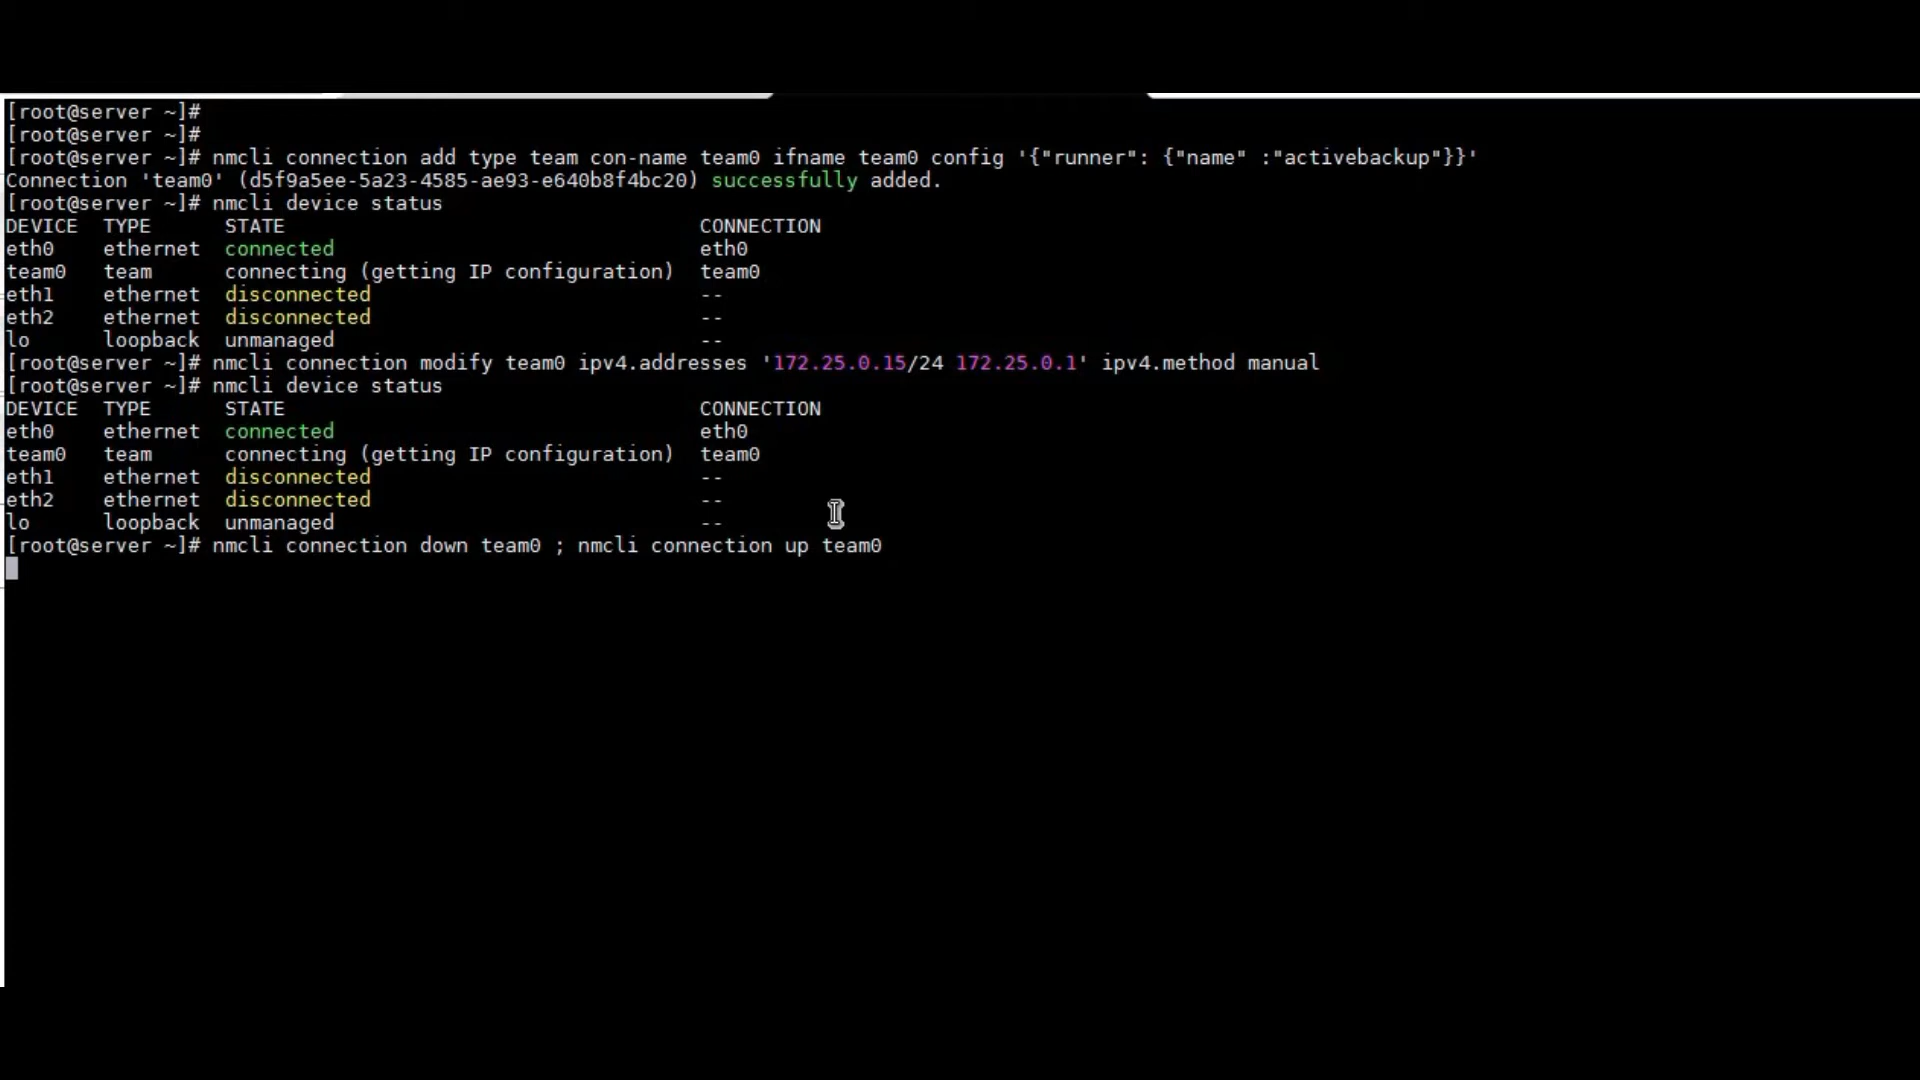 [root@server ~]#
[root@server ~]#
[root@server ~]# nmcli connection add type team con-name team0 ifname team0 config '{"runner": {"name" :"activebackup"}}'
Connection 'team0' (d5f9a5ee-5a23-4585-ae93-e640b8f4bc20) successfully added.
[root@server ~]# nmcli device status
DEVICE  TYPE      STATE                                  CONNECTION
eth0    ethernet  connected                              eth0
team0   team      connecting (getting IP configuration)  team0
eth1    ethernet  disconnected                           --
eth2    ethernet  disconnected                           --
lo      loopback  unmanaged                              --
[root@server ~]# nmcli connection modify team0 ipv4.addresses '172.25.0.15/24 172.25.0.1' ipv4.method manual
[root@server ~]# nmcli device status
DEVICE  TYPE      STATE                                  CONNECTION
eth0    ethernet  connected                              eth0
team0   team      connecting (getting IP configuration)  team0
eth1    ethernet  disconnected                           --
eth2    ethernet  disconnected                           --
lo      loopback  unmanaged                              --
[root@server ~]# nmcli connection down team0 ; nmcli connection up team0